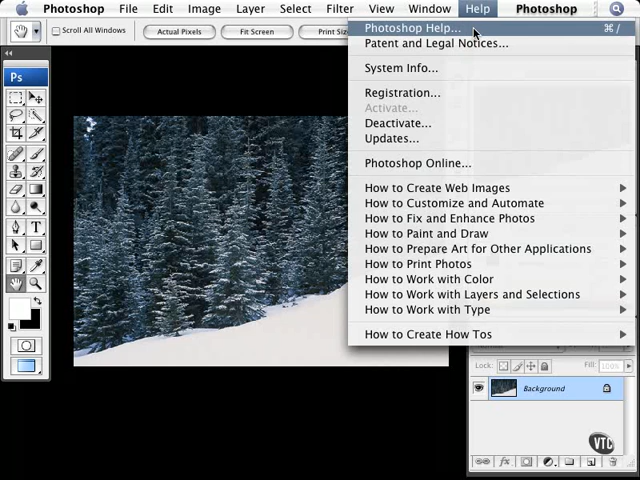 Photoshop File Edit Image Layer Select Filter View Window Help Photoshop
Scroll All Windows Actual Pixels Fit Screen Print Siz
Photoshop Help... ⌘/
Patent and Legal Notices...
System Info...
Registration...
Activate...
Deactivate...
Updates...
Photoshop Online...
How to Create Web Images
How to Customize and Automate
How to Fix and Enhance Photos
How to Paint and Draw
How to Prepare Art for Other Applications
How to Print Photos
How to Work with Color
How to Work with Layers and Selections
How to Work with Type
How to Create How Tos
Ps
T
Lock: Fill: 100%
Background
VTC
fx